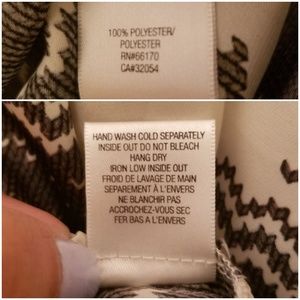 100% POLYESTER/
POLYESTER
RN#66170
CA#32054
HAND WASH COLD SEPARATELY
INSIDE OUT DO NOT BLEACH
HANG DRY
IRON LOW INSIDE OUT
FROID DE LAVAGE DE MAIN
SEPAREMENT À L'ENVERS
NE BLANCHIR PAS
ACCROCHEZ-VOUS SEC
FER BAS A L'ENVERS